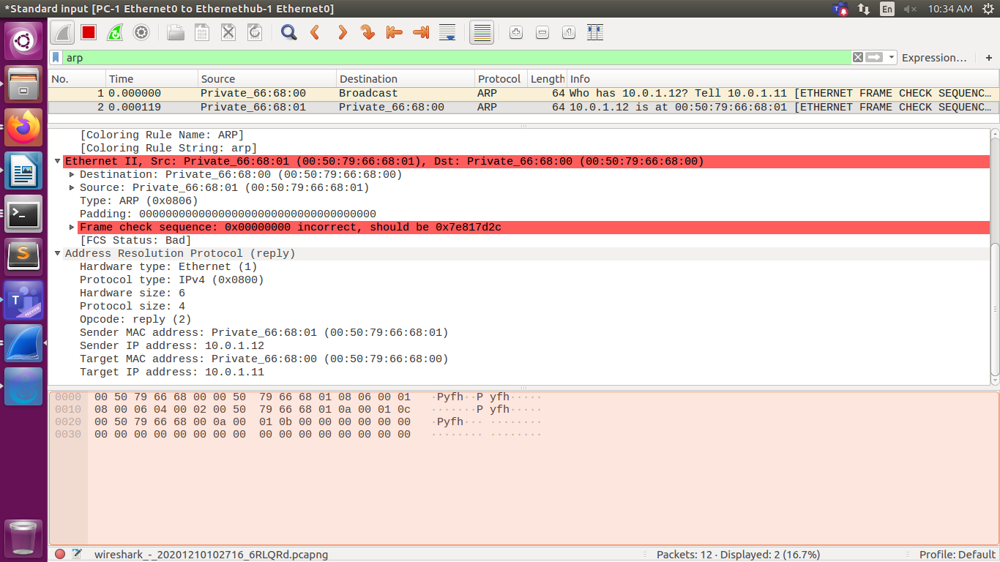 *Standard input [PC-1 Ethernet0 to Ethernethub-1 Ethernet0]
En
10:34 AM
arp
Expression…
+
No. Time Source Destination Protocol Length Info
1 0.000000 Private_66:68:00 Broadcast ARP 64 Who has 10.0.1.12? Tell 10.0.1.11 [ETHERNET FRAME CHECK SEQUENC…
2 0.000119 Private_66:68:01 Private_66:68:00 ARP 64 10.0.1.12 is at 00:50:79:66:68:01 [ETHERNET FRAME CHECK SEQUENC…
[Coloring Rule Name: ARP]
[Coloring Rule String: arp]
Ethernet II, Src: Private_66:68:01 (00:50:79:66:68:01), Dst: Private_66:68:00 (00:50:79:66:68:00)
Destination: Private_66:68:00 (00:50:79:66:68:00)
Source: Private_66:68:01 (00:50:79:66:68:01)
Type: ARP (0x0806)
Padding: 000000000000000000000000000000000000
Frame check sequence: 0x00000000 incorrect, should be 0x7e817d2c
[FCS Status: Bad]
Address Resolution Protocol (reply)
Hardware type: Ethernet (1)
Protocol type: IPv4 (0x0800)
Hardware size: 6
Protocol size: 4
Opcode: reply (2)
Sender MAC address: Private_66:68:01 (00:50:79:66:68:01)
Sender IP address: 10.0.1.12
Target MAC address: Private_66:68:00 (00:50:79:66:68:00)
Target IP address: 10.0.1.11
0000 00 50 79 66 68 00 00 50 79 66 68 01 08 06 00 01 ·Pyfh··P yfh·····
0010 08 00 06 04 00 02 00 50 79 66 68 01 0a 00 01 0c ·······P yfh·····
0020 00 50 79 66 68 00 0a 00 01 0b 00 00 00 00 00 00 ·Pyfh··· ········
0030 00 00 00 00 00 00 00 00 00 00 00 00 00 00 00 00 ········ ········
wireshark_-_20201210102716_6RLQRd.pcapng
Packets: 12 · Displayed: 2 (16.7%)
Profile: Default